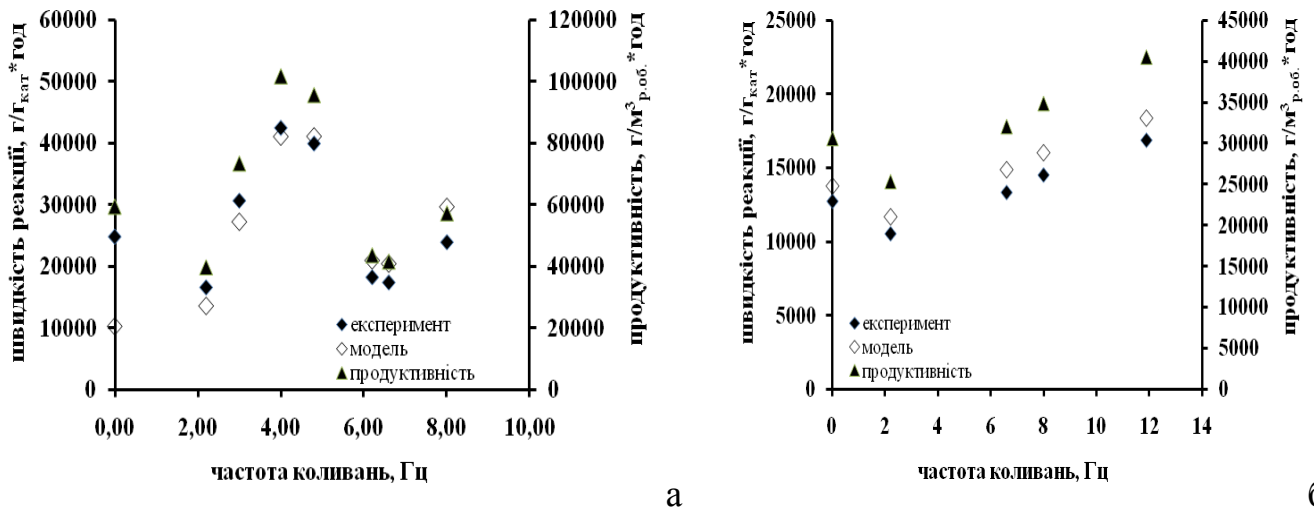 швидкість реакції, г/гкат*год
60000
50000
40000
30000
20000
10000
0
120000
100000
80000
60000
40000
20000
0
продуктивність, г/м3р.об.*год
експеримент
модель
продуктивність
0,00 2,00 4,00 6,00 8,00 10,00
частота коливань, Гц
а
швидкість реакції, г/гкат*год
25000
20000
15000
10000
5000
0
45000
40000
35000
30000
25000
20000
15000
10000
5000
0
продуктивність, г/м3р.об.*год
експеримент
модель
продуктивність
0 2 4 6 8 10 12 14
частота коливань, Гц